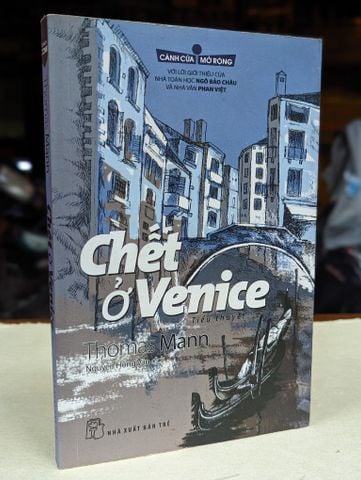 CÁNH CỬA MỞ RỘNG
VỚI LỜI GIỚI THIỆU CỦA
NHÀ TOÁN HỌC NGÔ BẢO CHÂU
VÀ NHÀ VĂN PHAN VIỆT
Chết
ở Venice
Tiểu thuyết
Thomas Mann
NHÀ XUẤT BẢN TRẺ